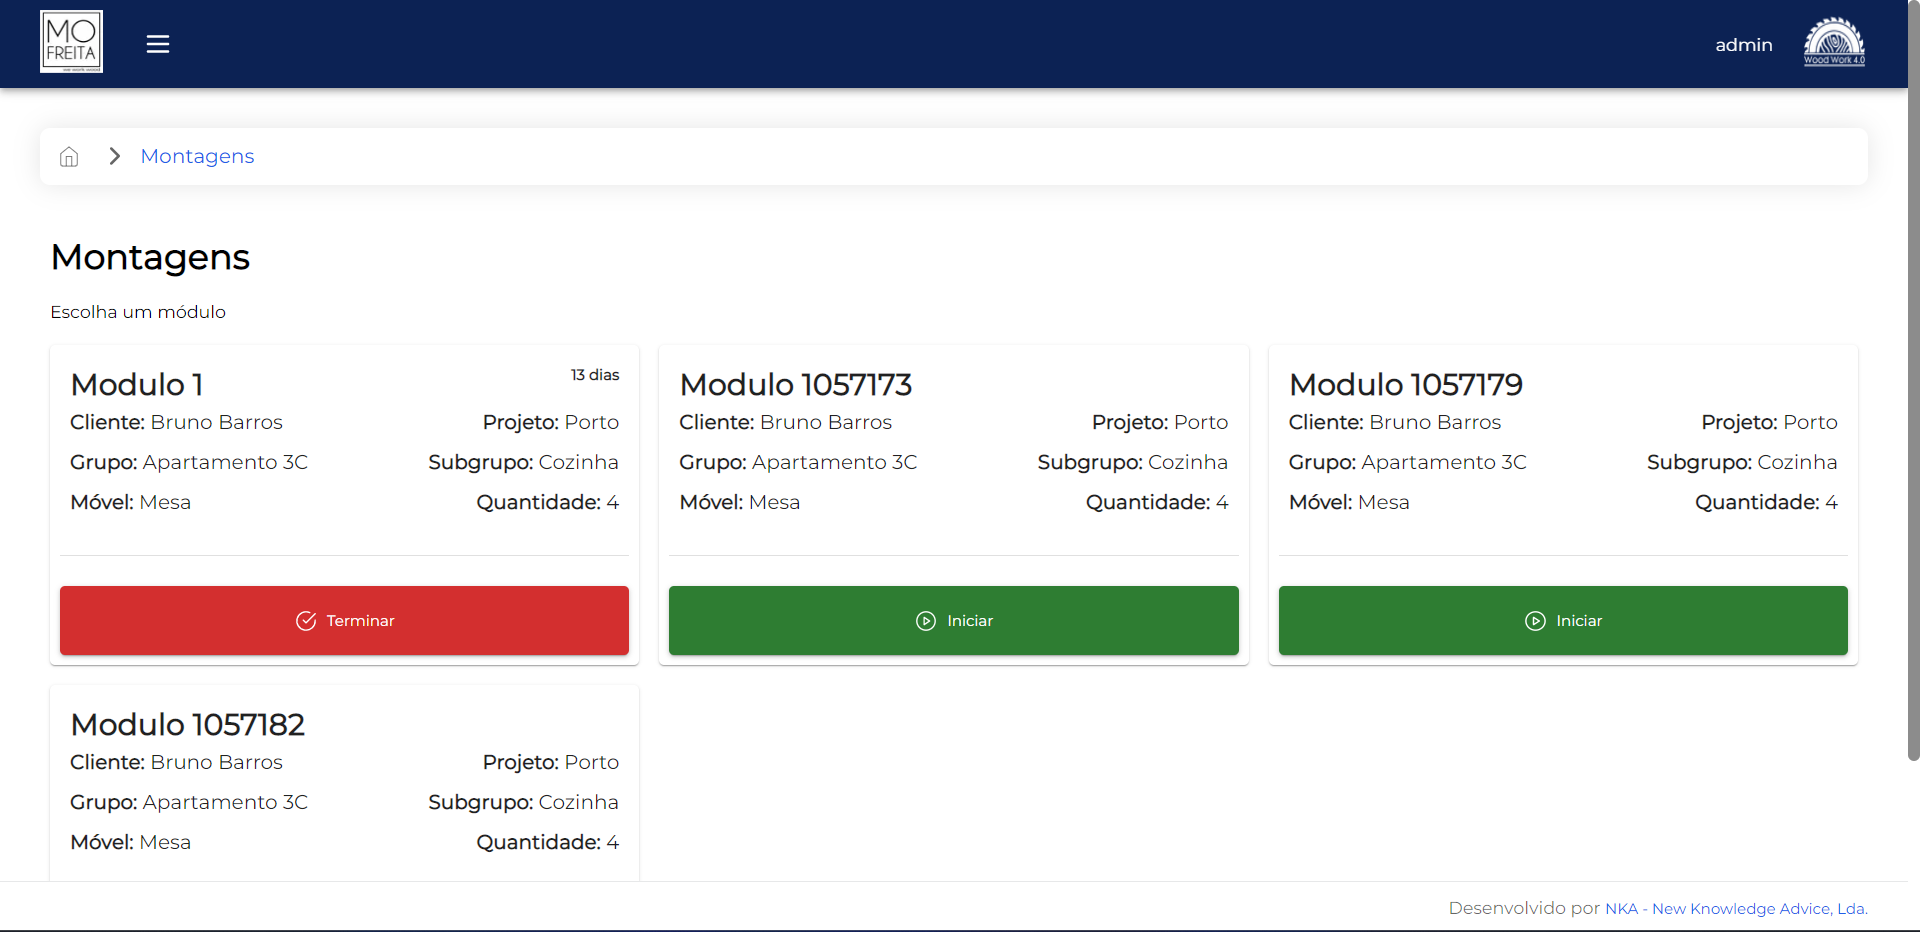 MO
FREITA
admin
Wood Work 4.0
Montagens
Montagens
Escolha um módulo
Modulo 1
13 dias
Cliente: Bruno Barros
Projeto: Porto
Grupo: Apartamento 3C
Subgrupo: Cozinha
Móvel: Mesa
Quantidade: 4
Terminar
Modulo 1057173
Cliente: Bruno Barros
Projeto: Porto
Grupo: Apartamento 3C
Subgrupo: Cozinha
Móvel: Mesa
Quantidade: 4
Iniciar
Modulo 1057179
Cliente: Bruno Barros
Projeto: Porto
Grupo: Apartamento 3C
Subgrupo: Cozinha
Móvel: Mesa
Quantidade: 4
Iniciar
Modulo 1057182
Cliente: Bruno Barros
Projeto: Porto
Grupo: Apartamento 3C
Subgrupo: Cozinha
Móvel: Mesa
Quantidade: 4
Desenvolvido por NKA - New Knowledge Advice, Lda.